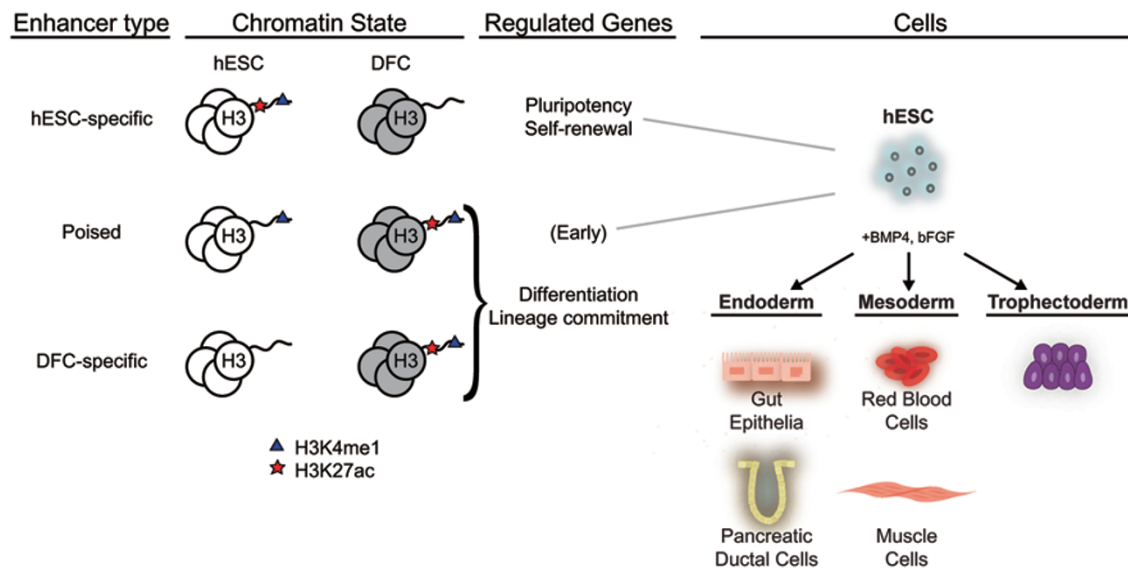 Enhancer type
Chromatin State
Regulated Genes
Cells
hESC
DFC
hESC-specific
H3
H3
Pluripotency
Self-renewal
hESC
Poised
H3
H3
(Early)
+BMP4, bFGF
Differentiation
Lineage commitment
Endoderm
Mesoderm
Trophectoderm
DFC-specific
H3
H3
Gut
Epithelia
Red Blood
Cells
H3K4me1
H3K27ac
Pancreatic
Ductal Cells
Muscle
Cells